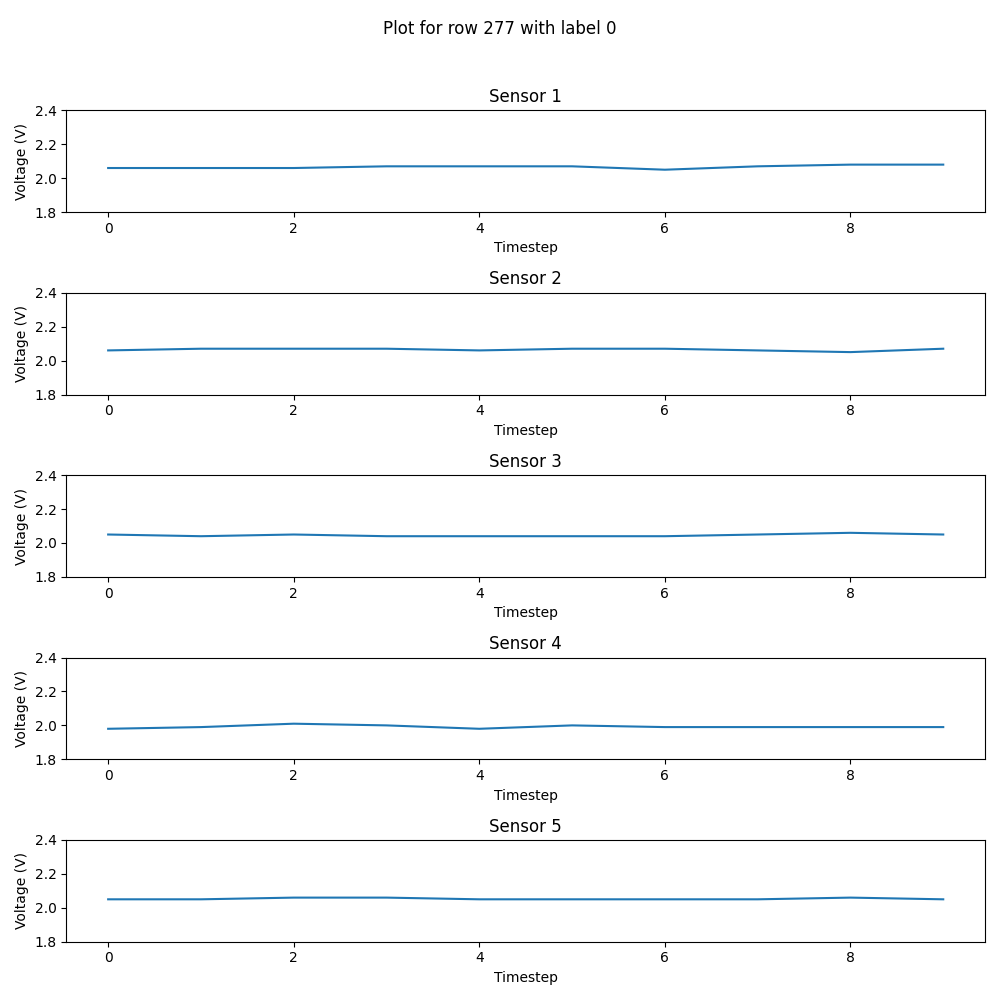 Plot for row 277 with label 0
Sensor 1
Voltage (V)
2.4
2.2
2.0
1.8
0 2 4 6 8
Timestep
Sensor 2
Voltage (V)
2.4
2.2
2.0
1.8
0 2 4 6 8
Timestep
Sensor 3
Voltage (V)
2.4
2.2
2.0
1.8
0 2 4 6 8
Timestep
Sensor 4
Voltage (V)
2.4
2.2
2.0
1.8
0 2 4 6 8
Timestep
Sensor 5
Voltage (V)
2.4
2.2
2.0
1.8
0 2 4 6 8
Timestep